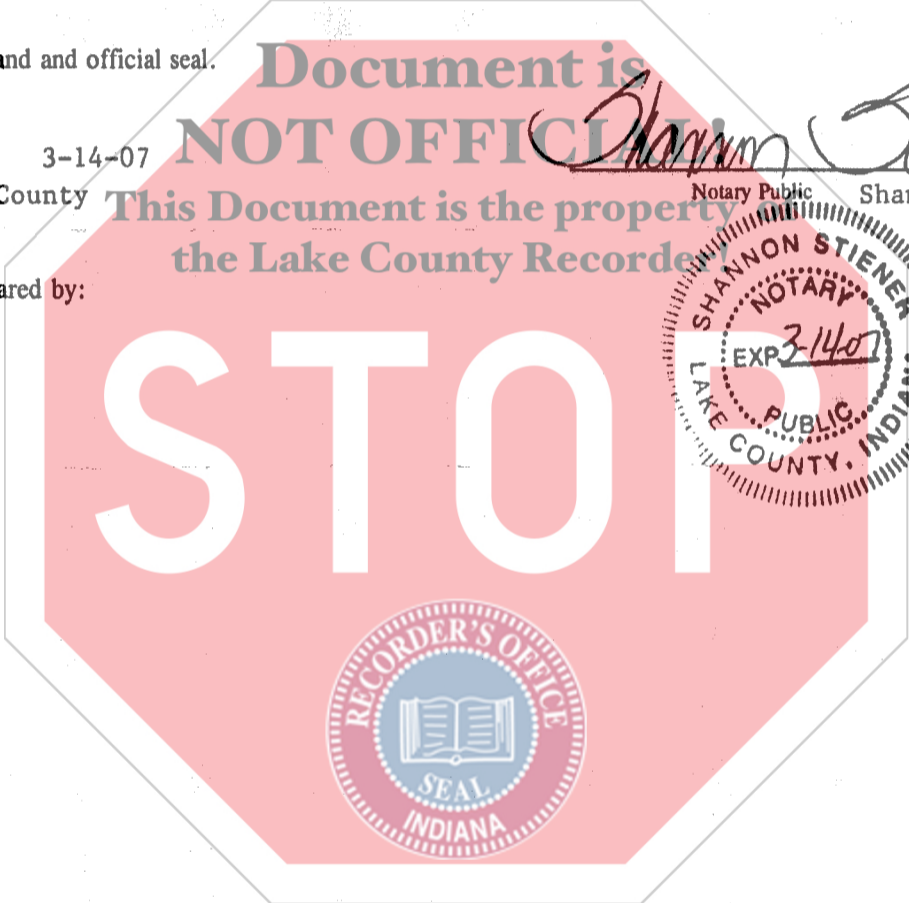 and and official seal.
Document is
NOT OFFICIAL!
3-14-07
County
This Document is the property of
the Lake County Recorder!
Notary Public
Shan
ared by:
SHANNON STIENER
NOTARY
EXP 3-14-07
PUBLIC
LAKE COUNTY, INDIANA
STOP
RECORDER'S OFFICE
SEAL
INDIANA